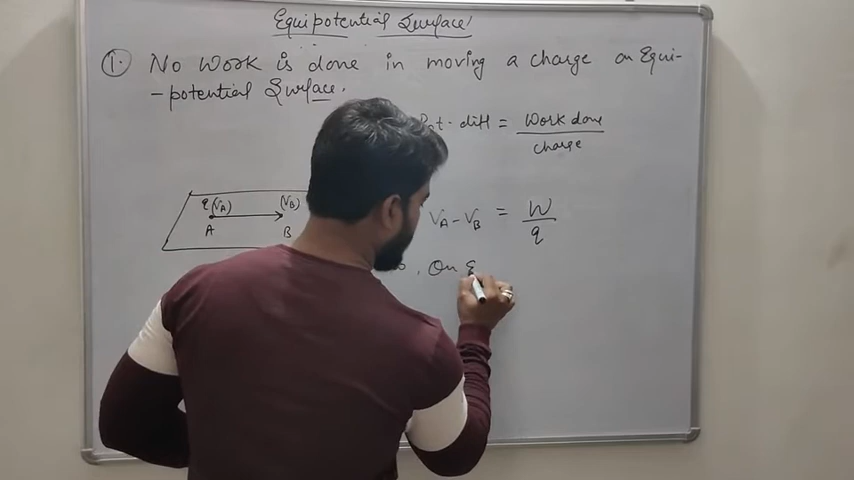 Equipotential Surface
1. No work is done in moving a charge on Equi-
-potential Surface.
Pot. diff = Work done
charge
q (VA) (VB)
A B
VA - VB = W
q
, On E